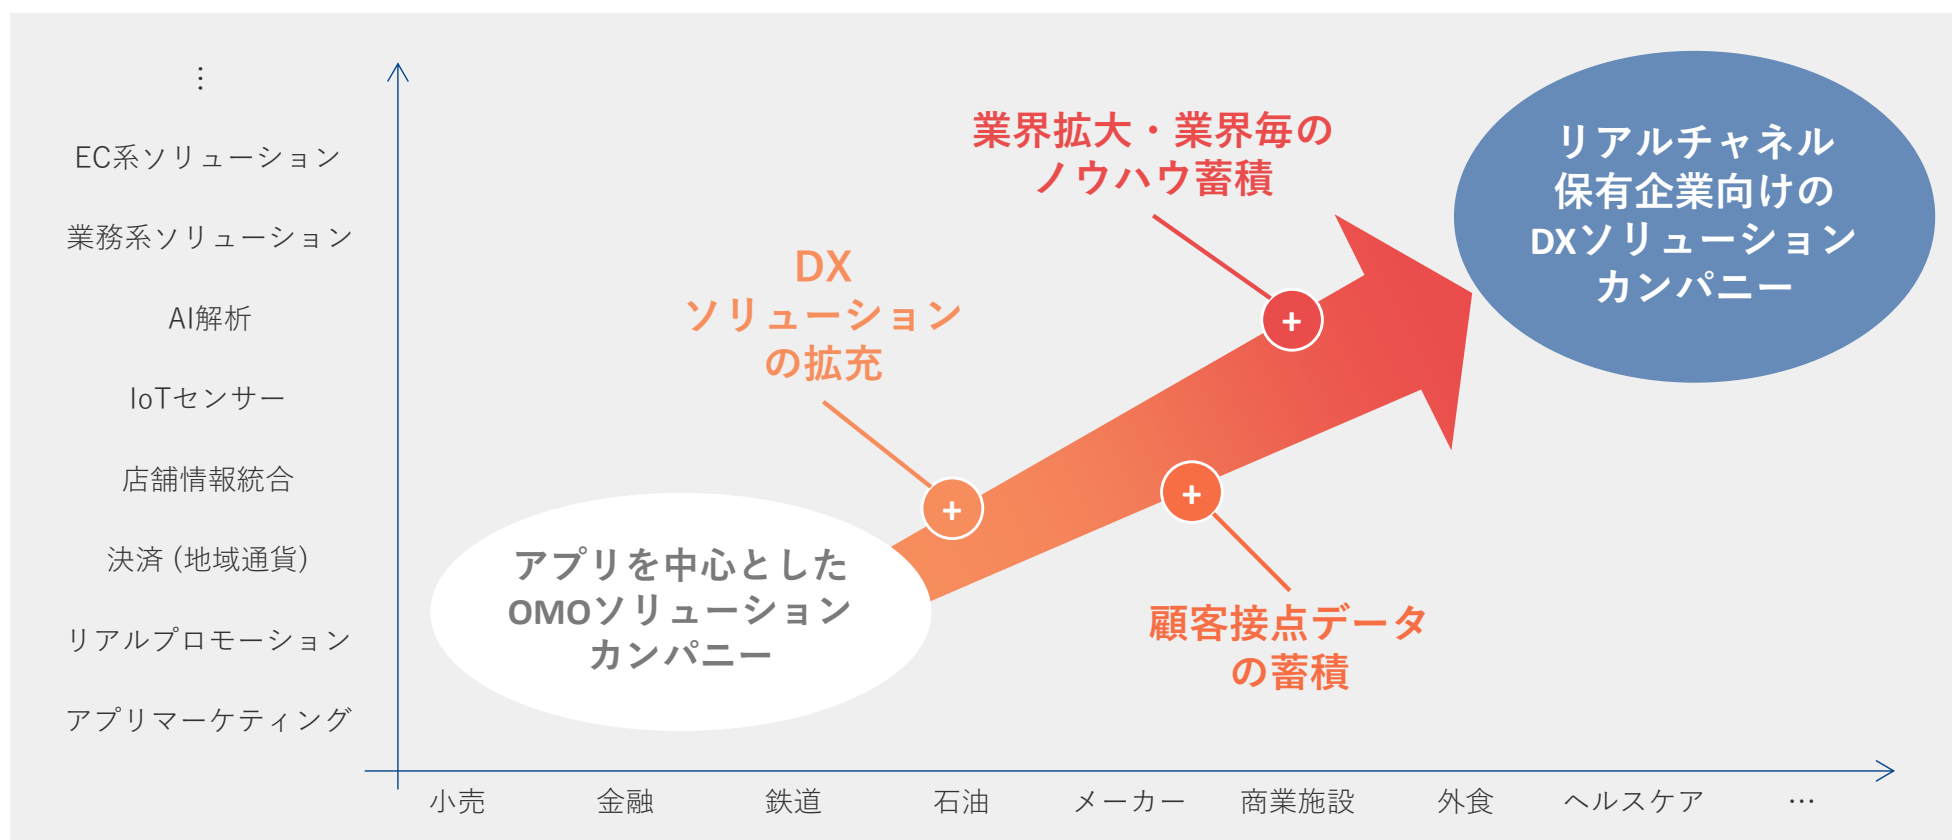 ⋮
EC系ソリューション
業務系ソリューション
AI解析
IoTセンサー
店舗情報統合
決済 (地域通貨)
リアルプロモーション
アプリマーケティング
アプリを中心とした
OMOソリューション
カンパニー
DX
ソリューション
の拡充
+
業界拡大・業界毎の
ノウハウ蓄積
+
顧客接点データ
の蓄積
+
リアルチャネル
保有企業向けの
DXソリューション
カンパニー
小売 金融 鉄道 石油 メーカー 商業施設 外食 ヘルスケア …